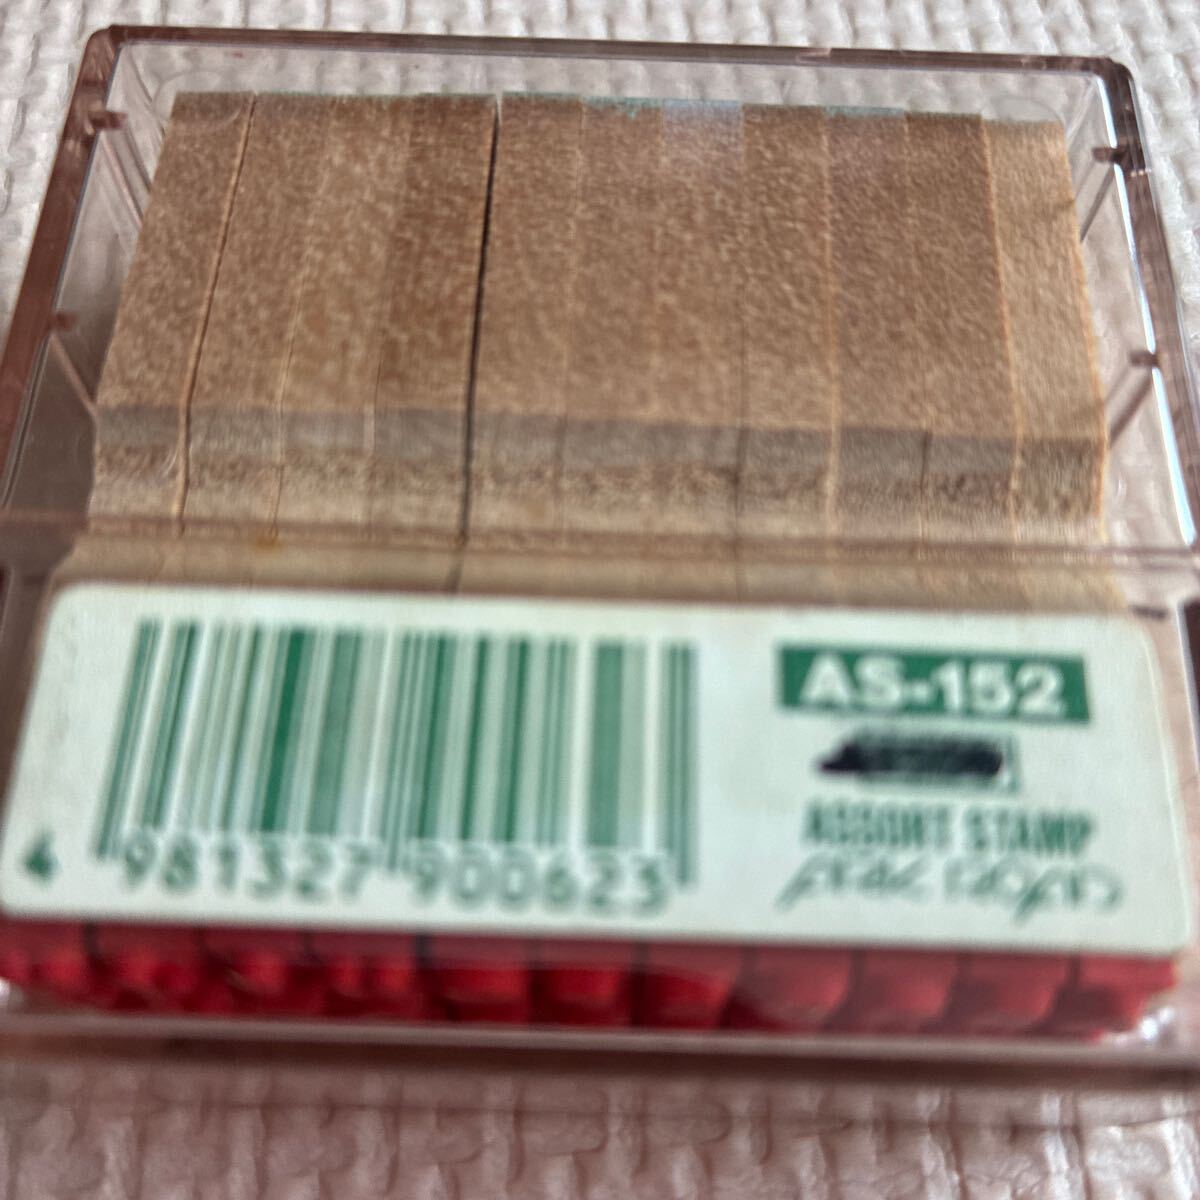 AS-152
ASSORT STAMP
4 981327 900623